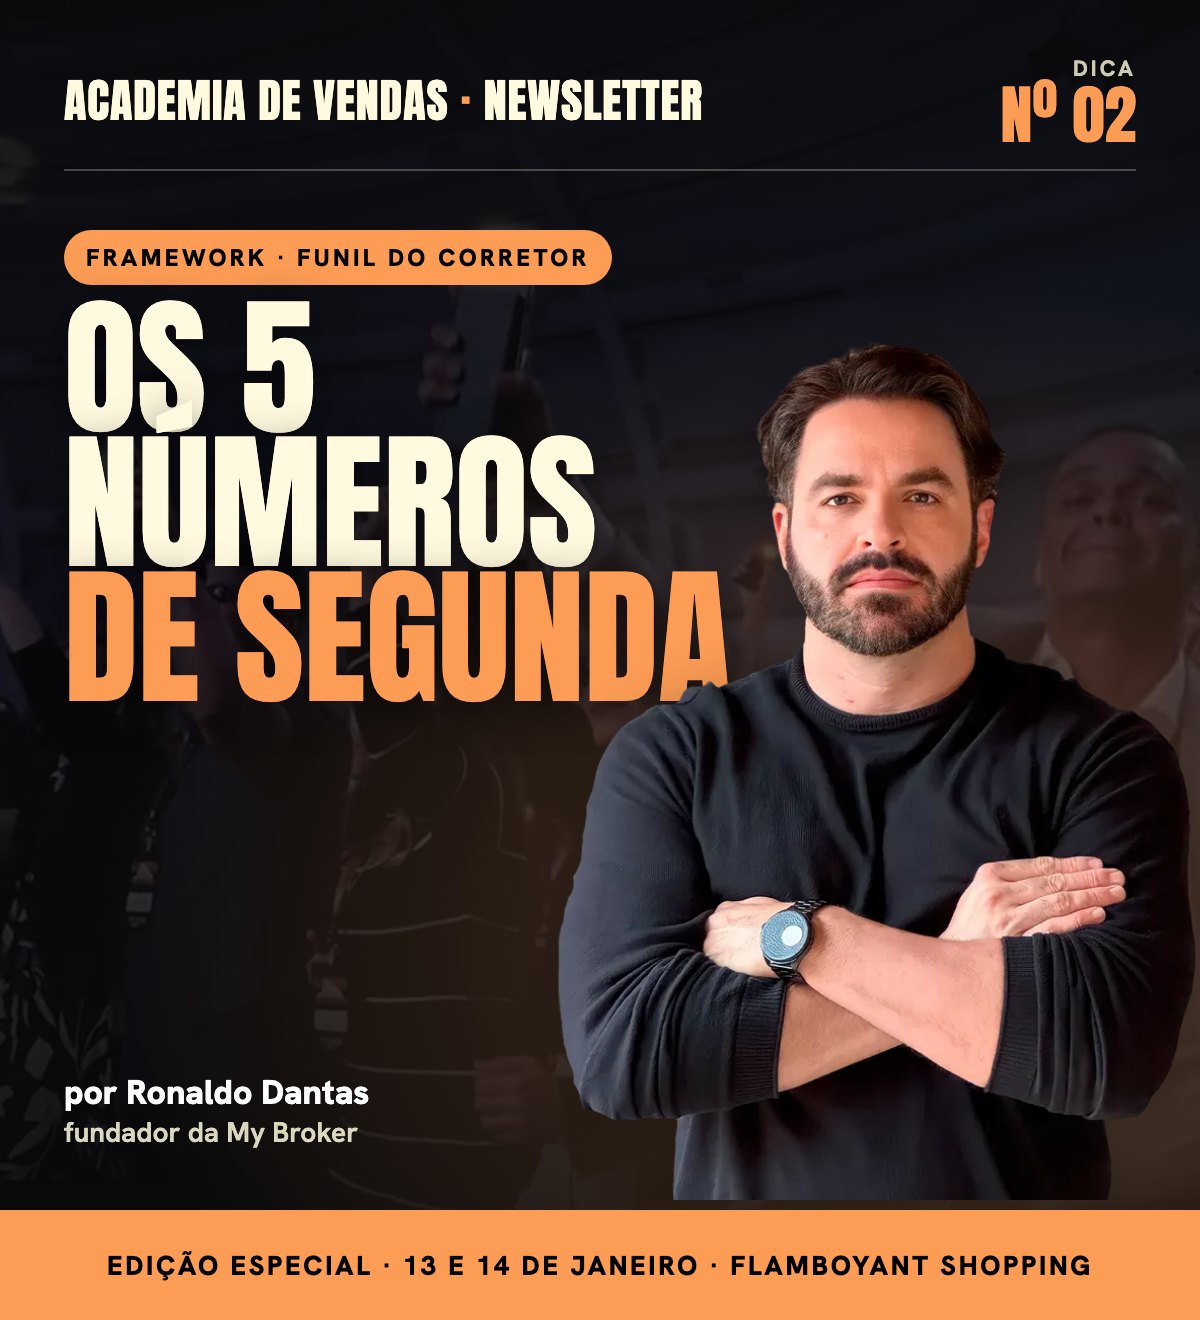 ACADEMIA DE VENDAS · NEWSLETTER
DICA
Nº 02
FRAMEWORK · FUNIL DO CORRETOR
OS 5
NÚMEROS
DE SEGUNDA
por Ronaldo Dantas
fundador da My Broker
EDIÇÃO ESPECIAL · 13 E 14 DE JANEIRO · FLAMBOYANT SHOPPING